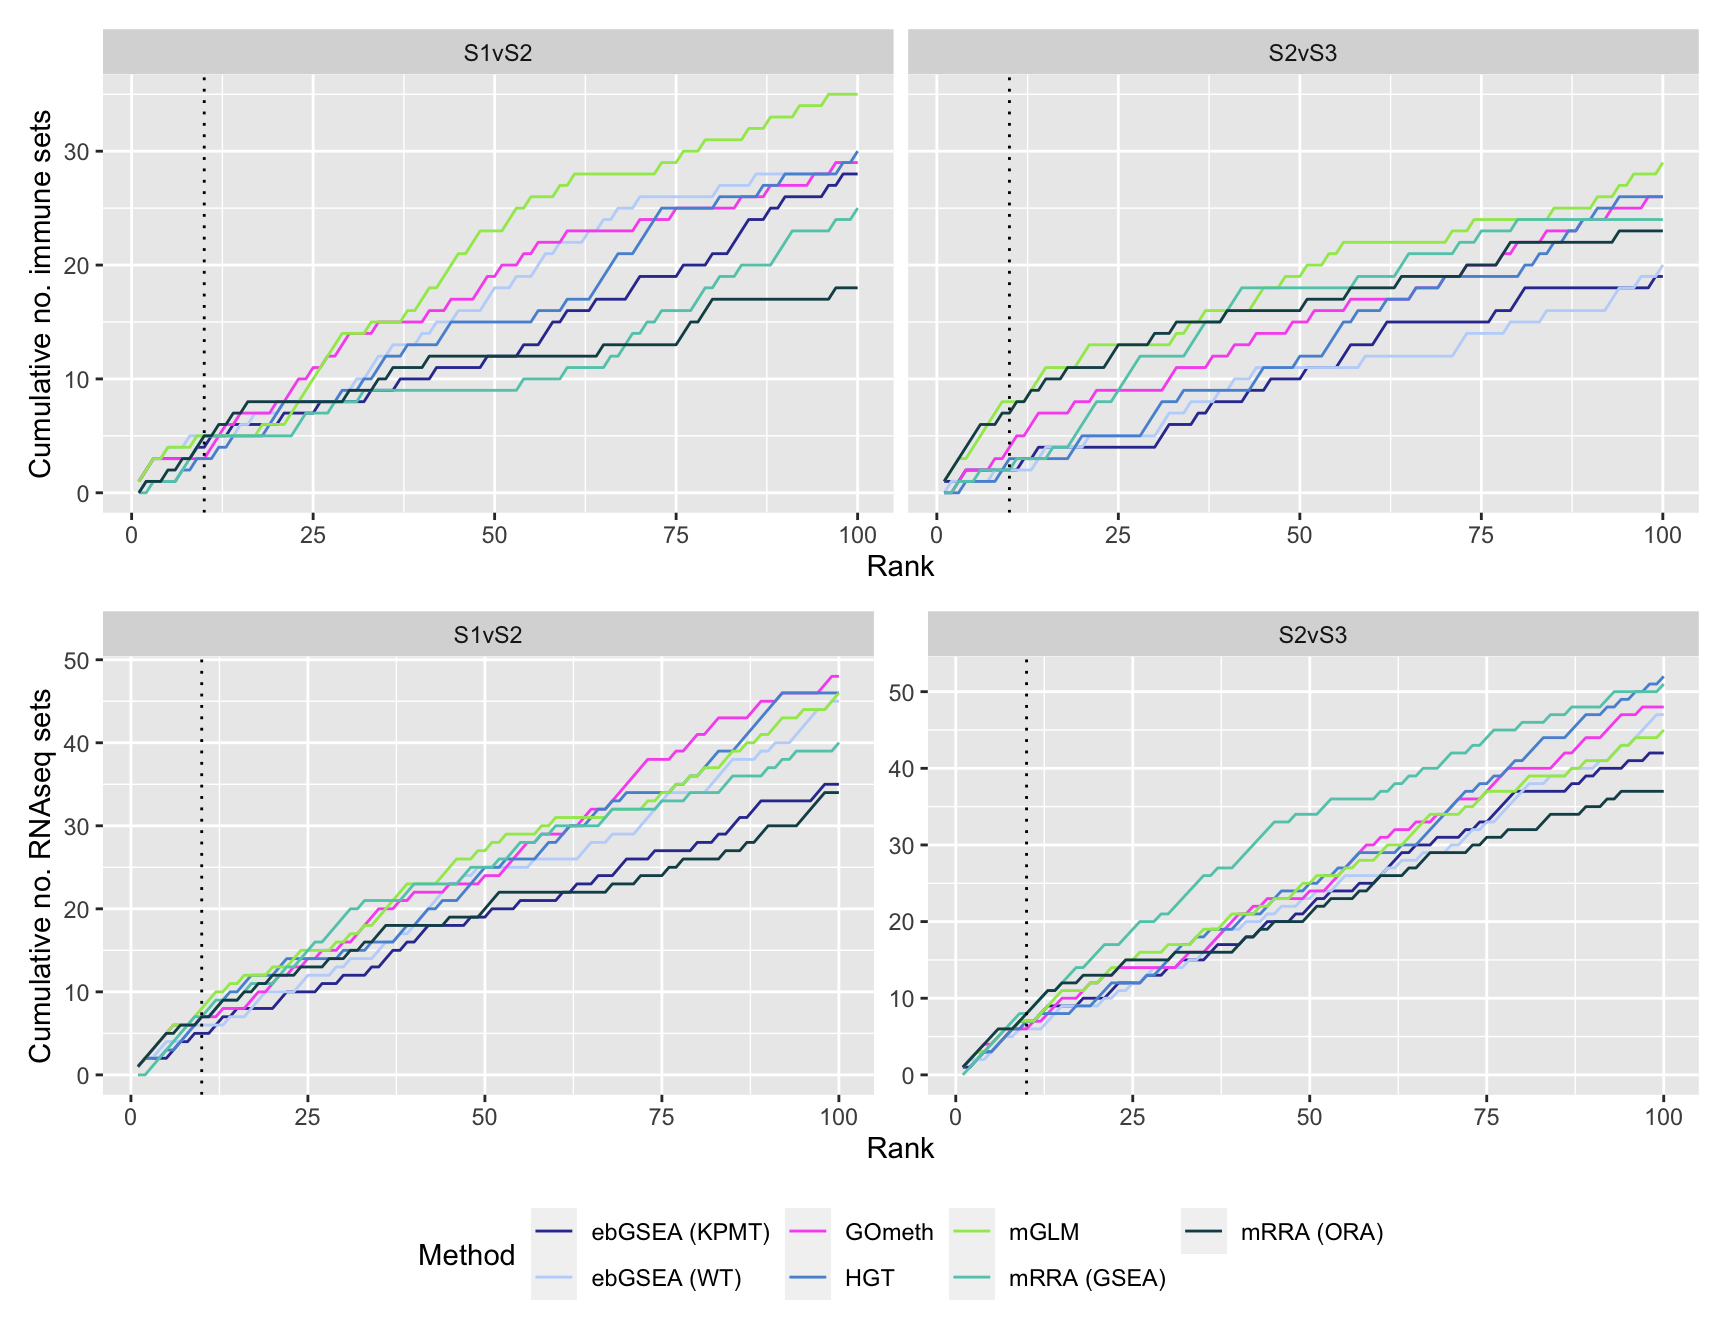 S1vS2
S2vS3
Cumulative no. immune sets
30
20
10
0
0 25 50 75 100
0 25 50 75 100
Rank
S1vS2
S2vS3
Cumulative no. RNAseq sets
50
40
30
20
10
0
50
40
30
20
10
0
0 25 50 75 100
0 25 50 75 100
Rank
Method
ebGSEA (KPMT) GOmeth mGLM mRRA (ORA)
ebGSEA (WT) HGT mRRA (GSEA)